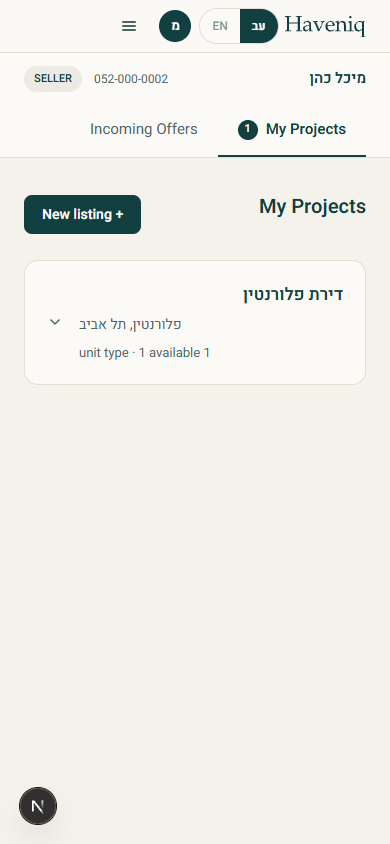 Haveniq
עב EN
מ
מיכל כהן
052-000-0002
SELLER
My Projects 1
Incoming Offers
My Projects
New listing +
דירת פלורנטין
פלורנטין, תל אביב
unit type · 1 available 1
N